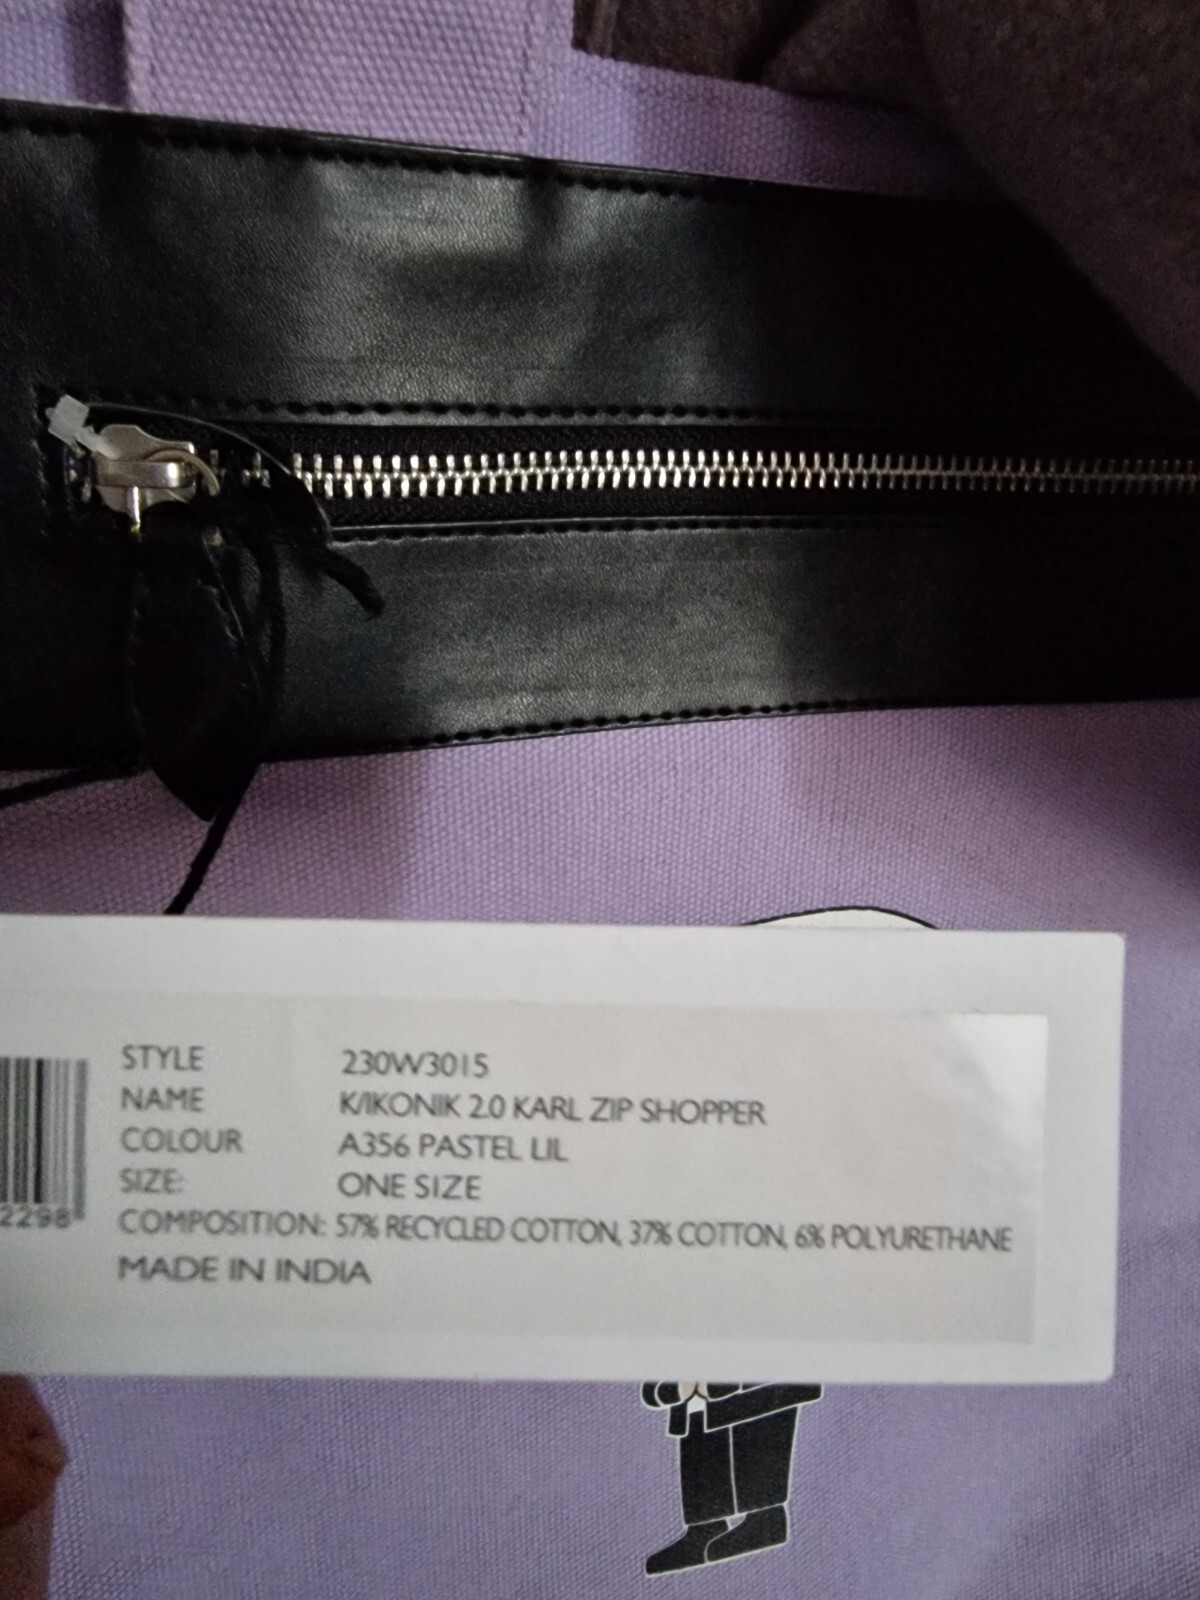 STYLE 230W3015
NAME K/IKONIK 2.0 KARL ZIP SHOPPER
COLOUR A356 PASTEL LIL
SIZE: ONE SIZE
2298
COMPOSITION: 57% RECYCLED COTTON, 37% COTTON, 6% POLYURETHANE
MADE IN INDIA